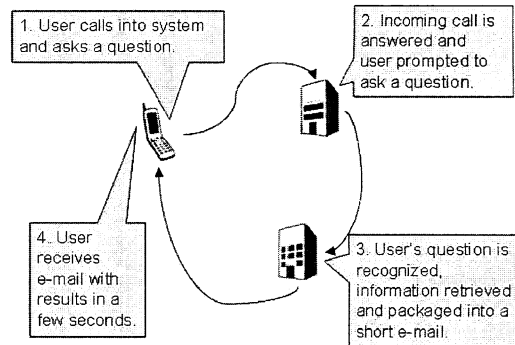 1. User calls into system
and asks a question.
2. Incoming call is
answered and
user prompted to
ask a question.
3. User's question is
recognized,
information retrieved
and packaged into a
short e-mail.
4. User
receives
e-mail with
results in a
few seconds.